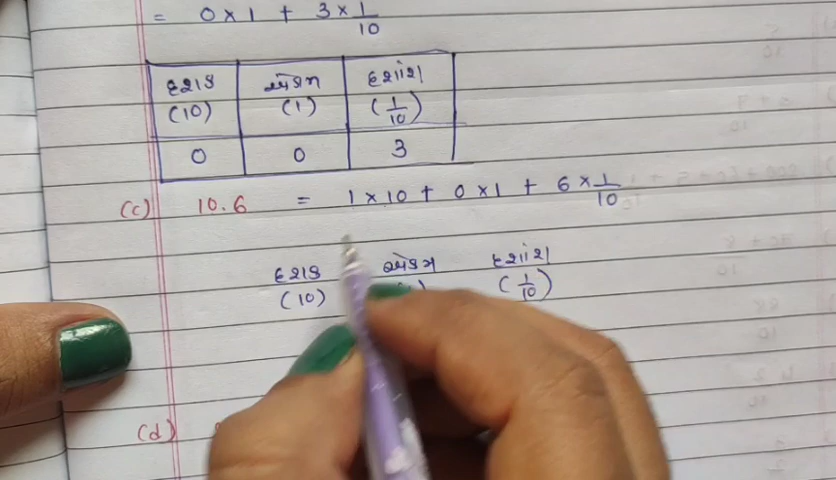 = 0 × 1 + 3 × 1/10
દશક એકમ દશાંશ
(10) (1) (1/10)
0 0 3
(c) 10.6 = 1 × 10 + 0 × 1 + 6 × 1/10
દશક એકમ દશાંશ
(10) (1/10)
(d)